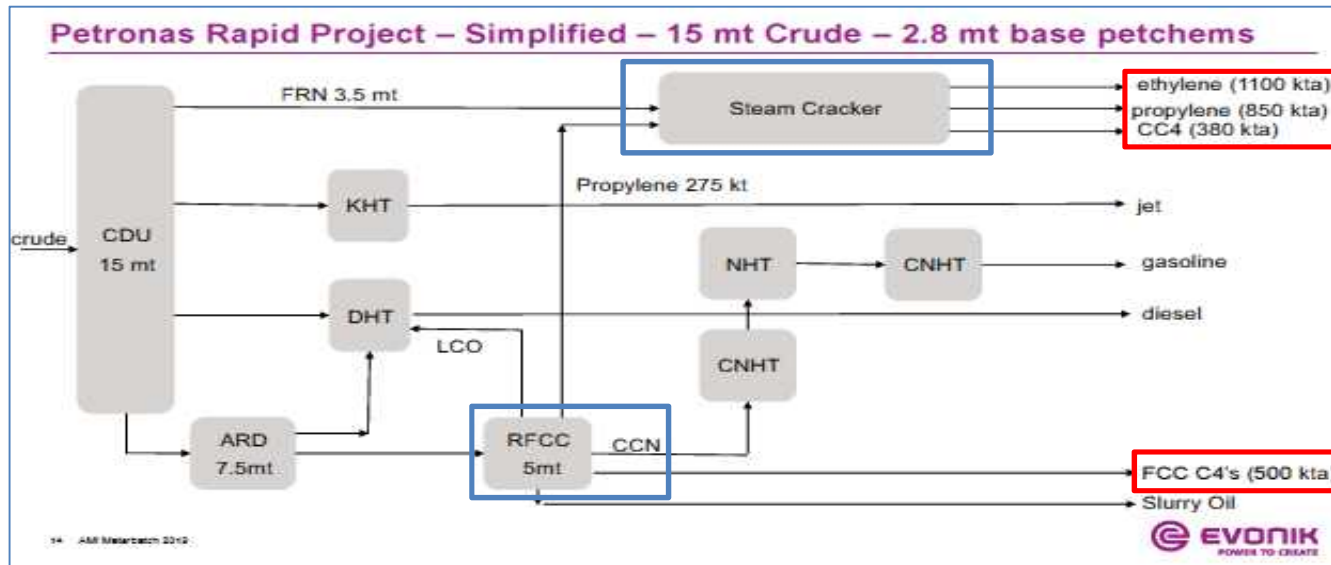 Petronas Rapid Project – Simplified – 15 mt Crude – 2.8 mt base petchems
FRN 3.5 mt
Steam Cracker
ethylene (1100 kta)
propylene (850 kta)
CC4 (380 kta)
Propylene 275 kt
KHT
jet
crude
CDU
15 mt
NHT
CNHT
gasoline
DHT
diesel
LCO
CNHT
ARD
7.5mt
RFCC
5mt
CCN
FCC C4's (500 kta
Slurry Oil
14 AMI Metarbatch 2019
EVONIK
POWER TO CREATE